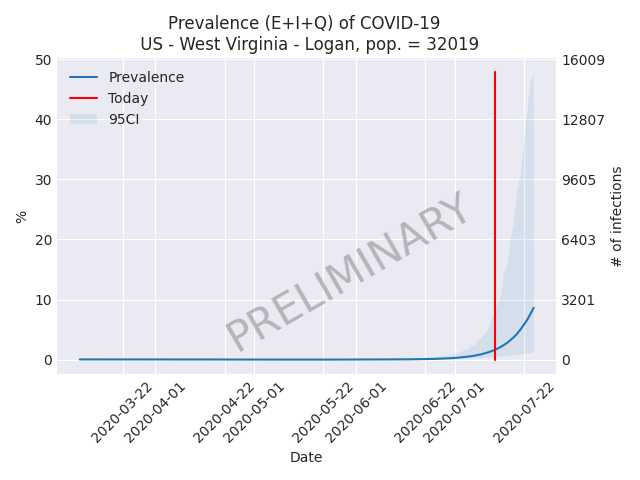 Prevalence (E+I+Q) of COVID-19
US - West Virginia - Logan, pop. = 32019
50
40
30
20
10
0
%
Prevalence
Today
95CI
PRELIMINARY
16009
12807
9605
6403
3201
0
# of infections
2020-03-22
2020-04-01
2020-04-22
2020-05-01
2020-05-22
2020-06-01
2020-06-22
2020-07-01
2020-07-22
Date